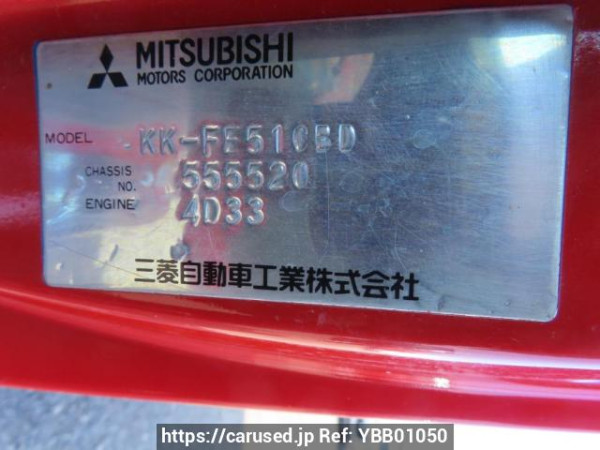 MITSUBISHI
MOTORS CORPORATION
MODEL KK-FE51CBD
CHASSIS NO. 555520
ENGINE 4D33
三菱自動車工業株式会社
https://carused.jp Ref: YBB01050